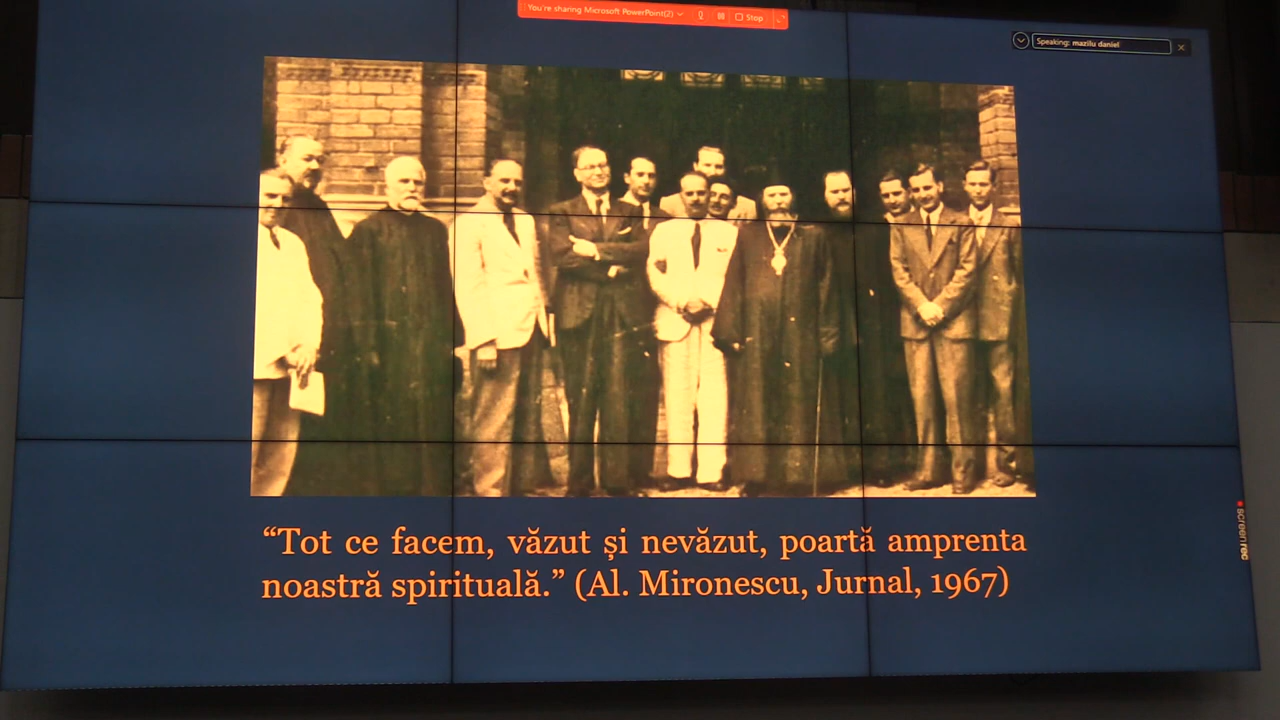 You're sharing Microsoft PowerPoint(2)
Stop
Speaking: mazilu daniel
“Tot ce facem, văzut și nevăzut, poartă amprenta
noastră spirituală.” (Al. Mironescu, Jurnal, 1967)
screenrec